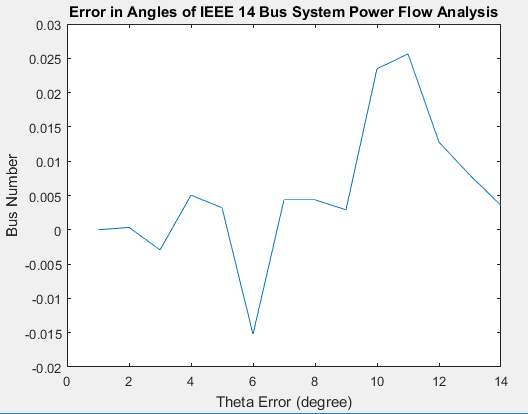 Error in Angles of IEEE 14 Bus System Power Flow Analysis
0.03
0.025
0.02
0.015
0.01
0.005
0
-0.005
-0.01
-0.015
-0.02
Bus Number
0 2 4 6 8 10 12 14
Theta Error (degree)